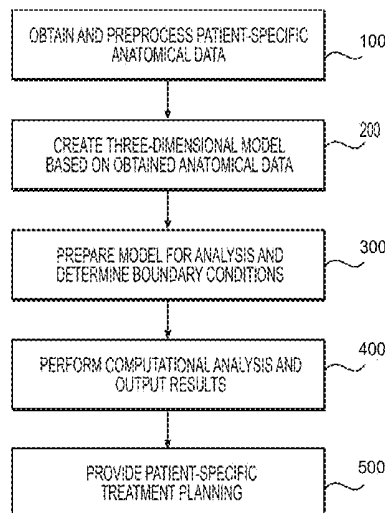 OBTAIN AND PREPROCESS PATIENT-SPECIFIC
ANATOMICAL DATA
100
CREATE THREE-DIMENSIONAL MODEL
BASED ON OBTAINED ANATOMICAL DATA
200
PREPARE MODEL FOR ANALYSIS AND
DETERMINE BOUNDARY CONDITIONS
300
PERFORM COMPUTATIONAL ANALYSIS AND
OUTPUT RESULTS
400
PROVIDE PATIENT-SPECIFIC
TREATMENT PLANNING
500